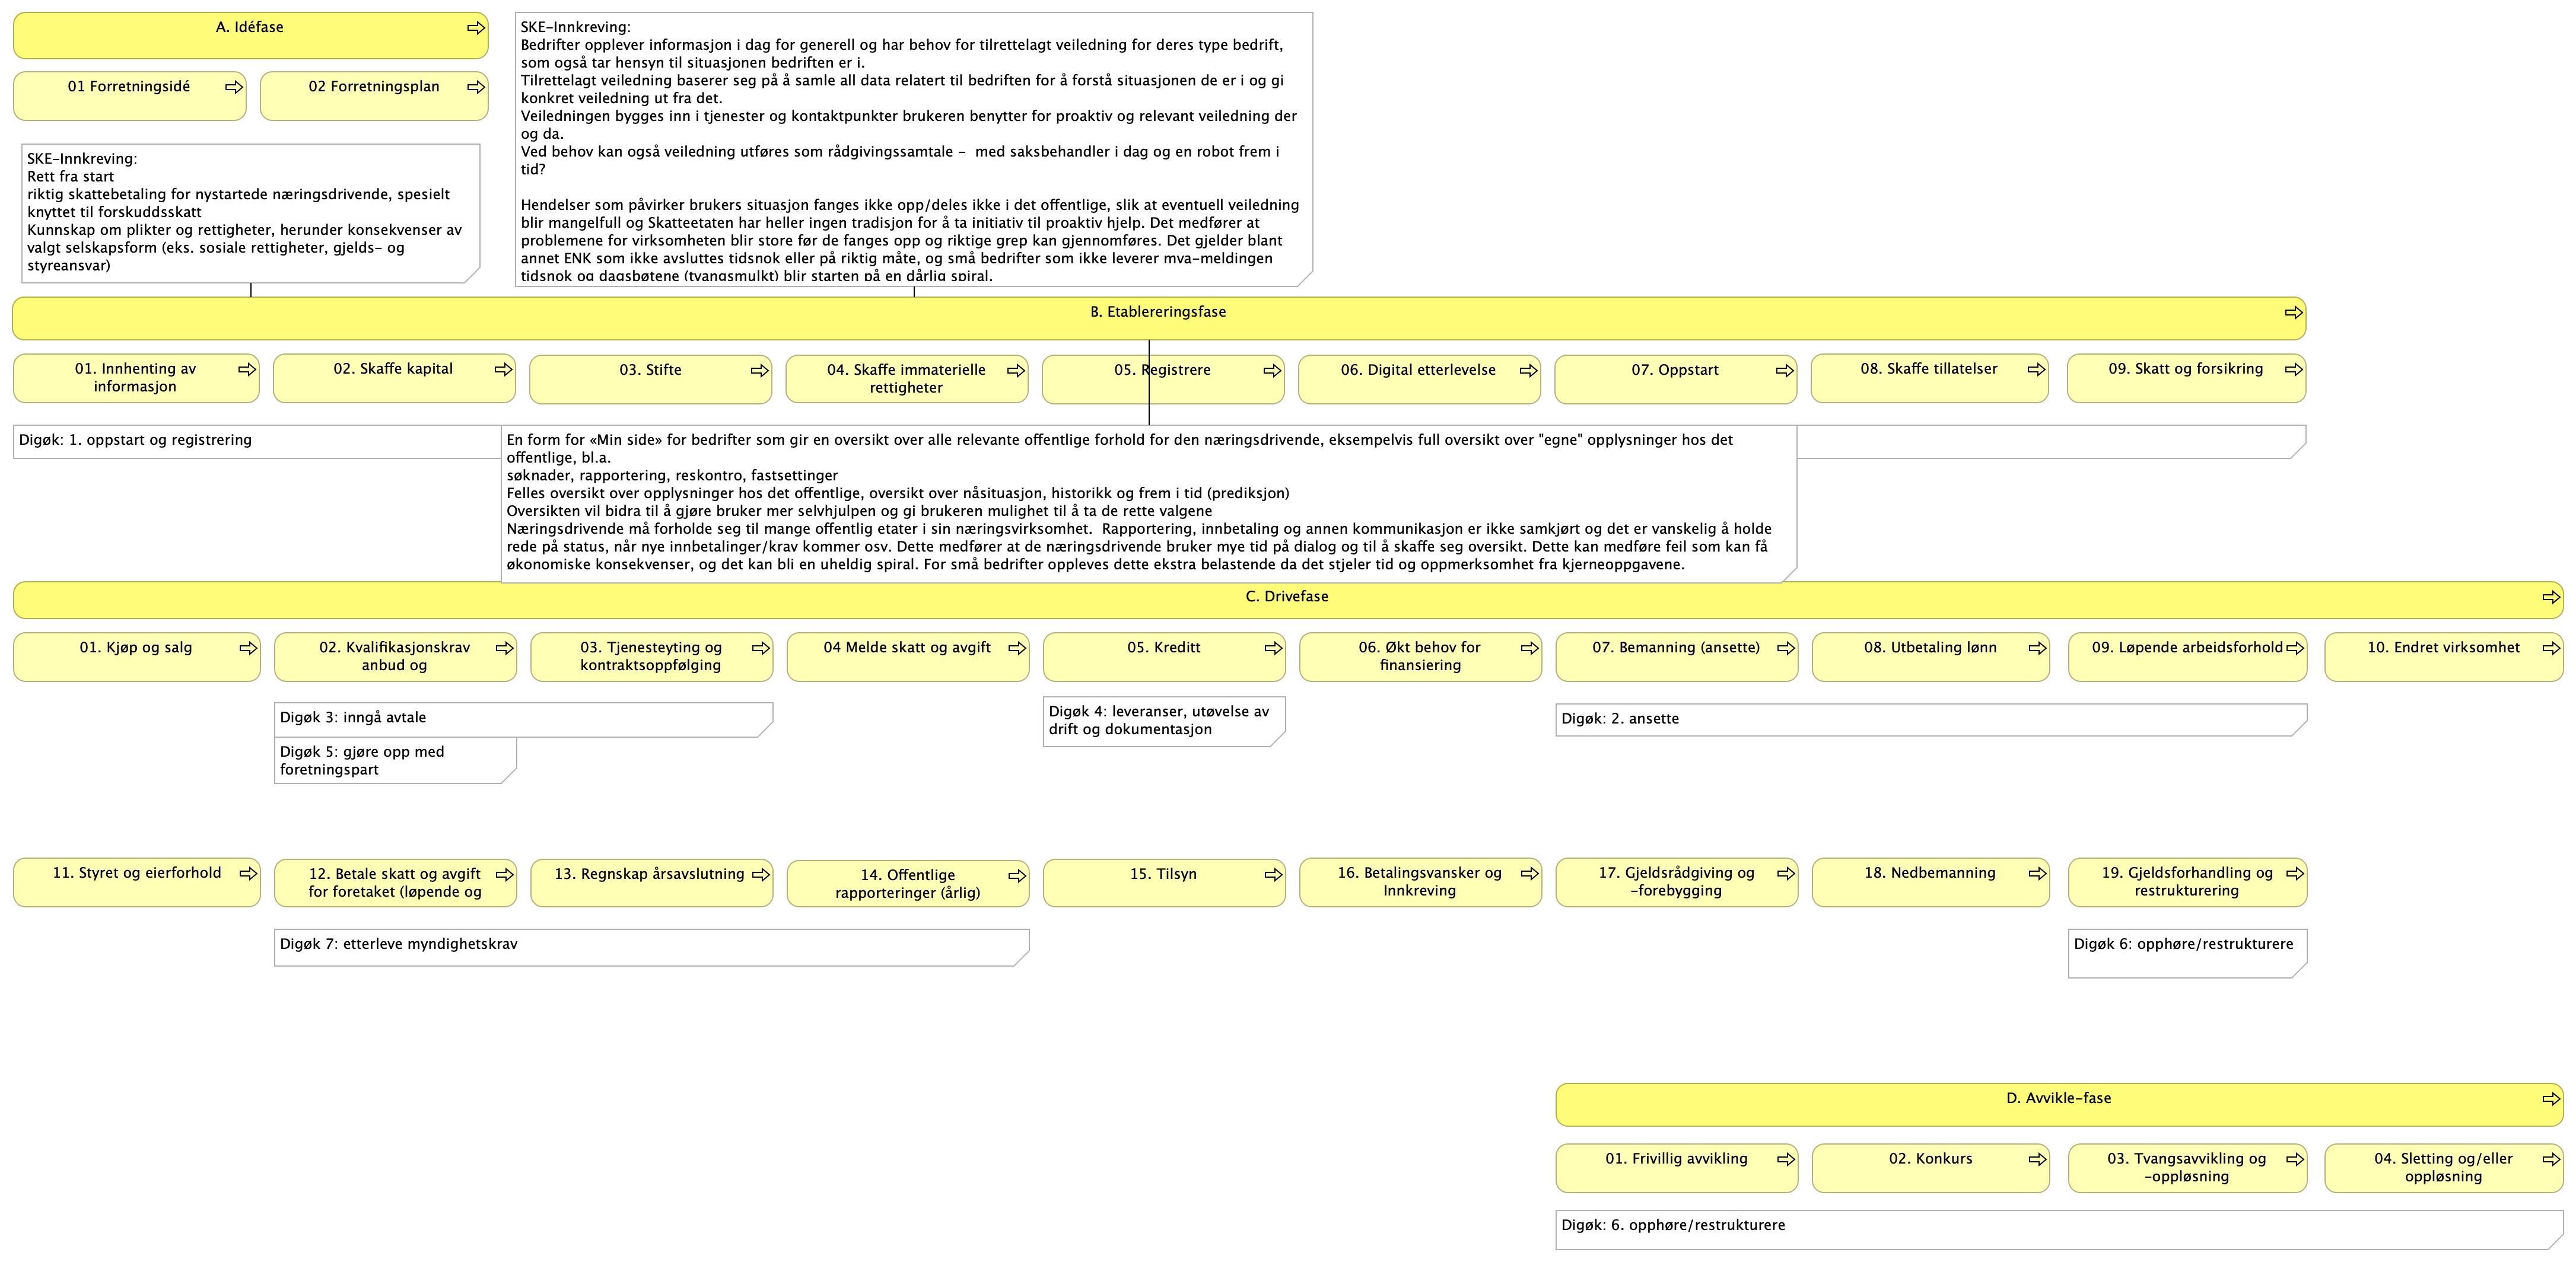 A. Idéfase
01 Forretningsidé
02 Forretningsplan
SKE-Innkreving:
Rett fra start
riktig skattebetaling for nystartede næringsdrivende, spesielt
knyttet til forskuddsskatt
Kunnskap om plikter og rettigheter, herunder konsekvenser av
valgt selskapsform (eks. sosiale rettigheter, gjelds- og
styreansvar)
SKE-Innkreving:
Bedrifter opplever informasjon i dag for generell og har behov for tilrettelagt veiledning for deres type bedrift,
som også tar hensyn til situasjonen bedriften er i.
Tilrettelagt veiledning baserer seg på å samle all data relatert til bedriften for å forstå situasjonen de er i og gi
konkret veiledning ut fra det.
Veiledningen bygges inn i tjenester og kontaktpunkter brukeren benytter for proaktiv og relevant veiledning der
og da.
Ved behov kan også veiledning utføres som rådgivingssamtale - med saksbehandler i dag og en robot frem i
tid?
Hendelser som påvirker brukers situasjon fanges ikke opp/deles ikke i det offentlige, slik at eventuell veiledning
blir mangelfull og Skatteetaten har heller ingen tradisjon for å ta initiativ til proaktiv hjelp. Det medfører at
problemene for virksomheten blir store før de fanges opp og riktige grep kan gjennomføres. Det gjelder blant
annet ENK som ikke avsluttes tidsnok eller på riktig måte, og små bedrifter som ikke leverer mva-meldingen
tidsnok og dagsbøtene (tvangsmulkt) blir starten på en dårlig spiral.
B. Etablereringsfase
01. Innhenting av
informasjon
02. Skaffe kapital
03. Stifte
04. Skaffe immaterielle
rettigheter
05. Registrere
06. Digital etterlevelse
07. Oppstart
08. Skaffe tillatelser
09. Skatt og forsikring
Digøk: 1. oppstart og registrering
En form for «Min side» for bedrifter som gir en oversikt over alle relevante offentlige forhold for den næringsdrivende, eksempelvis full oversikt over "egne" opplysninger hos det
offentlige, bl.a.
søknader, rapportering, reskontro, fastsettinger
Felles oversikt over opplysninger hos det offentlige, oversikt over nåsituasjon, historikk og frem i tid (prediksjon)
Oversikten vil bidra til å gjøre bruker mer selvhjulpen og gi brukeren mulighet til å ta de rette valgene
Næringsdrivende må forholde seg til mange offentlig etater i sin næringsvirksomhet. Rapportering, innbetaling og annen kommunikasjon er ikke samkjørt og det er vanskelig å holde
rede på status, når nye innbetalinger/krav kommer osv. Dette medfører at de næringsdrivende bruker mye tid på dialog og til å skaffe seg oversikt. Dette kan medføre feil som kan få
økonomiske konsekvenser, og det kan bli en uheldig spiral. For små bedrifter oppleves dette ekstra belastende da det stjeler tid og oppmerksomhet fra kjerneoppgavene.
C. Drivefase
01. Kjøp og salg
02. Kvalifikasjonskrav
anbud og
03. Tjenesteyting og
kontraktsoppfølging
04 Melde skatt og avgift
05. Kreditt
06. Økt behov for
finansiering
07. Bemanning (ansette)
08. Utbetaling lønn
09. Løpende arbeidsforhold
10. Endret virksomhet
Digøk 3: inngå avtale
Digøk 5: gjøre opp med
foretningspart
Digøk 4: leveranser, utøvelse av
drift og dokumentasjon
Digøk: 2. ansette
11. Styret og eierforhold
12. Betale skatt og avgift
for foretaket (løpende og
13. Regnskap årsavslutning
14. Offentlige
rapporteringer (årlig)
15. Tilsyn
16. Betalingsvansker og
Innkreving
17. Gjeldsrådgiving og
-forebygging
18. Nedbemanning
19. Gjeldsforhandling og
restrukturering
Digøk 7: etterleve myndighetskrav
Digøk 6: opphøre/restrukturere
D. Avvikle-fase
01. Frivillig avvikling
02. Konkurs
03. Tvangsavvikling og
-oppløsning
04. Sletting og/eller
oppløsning
Digøk: 6. opphøre/restrukturere